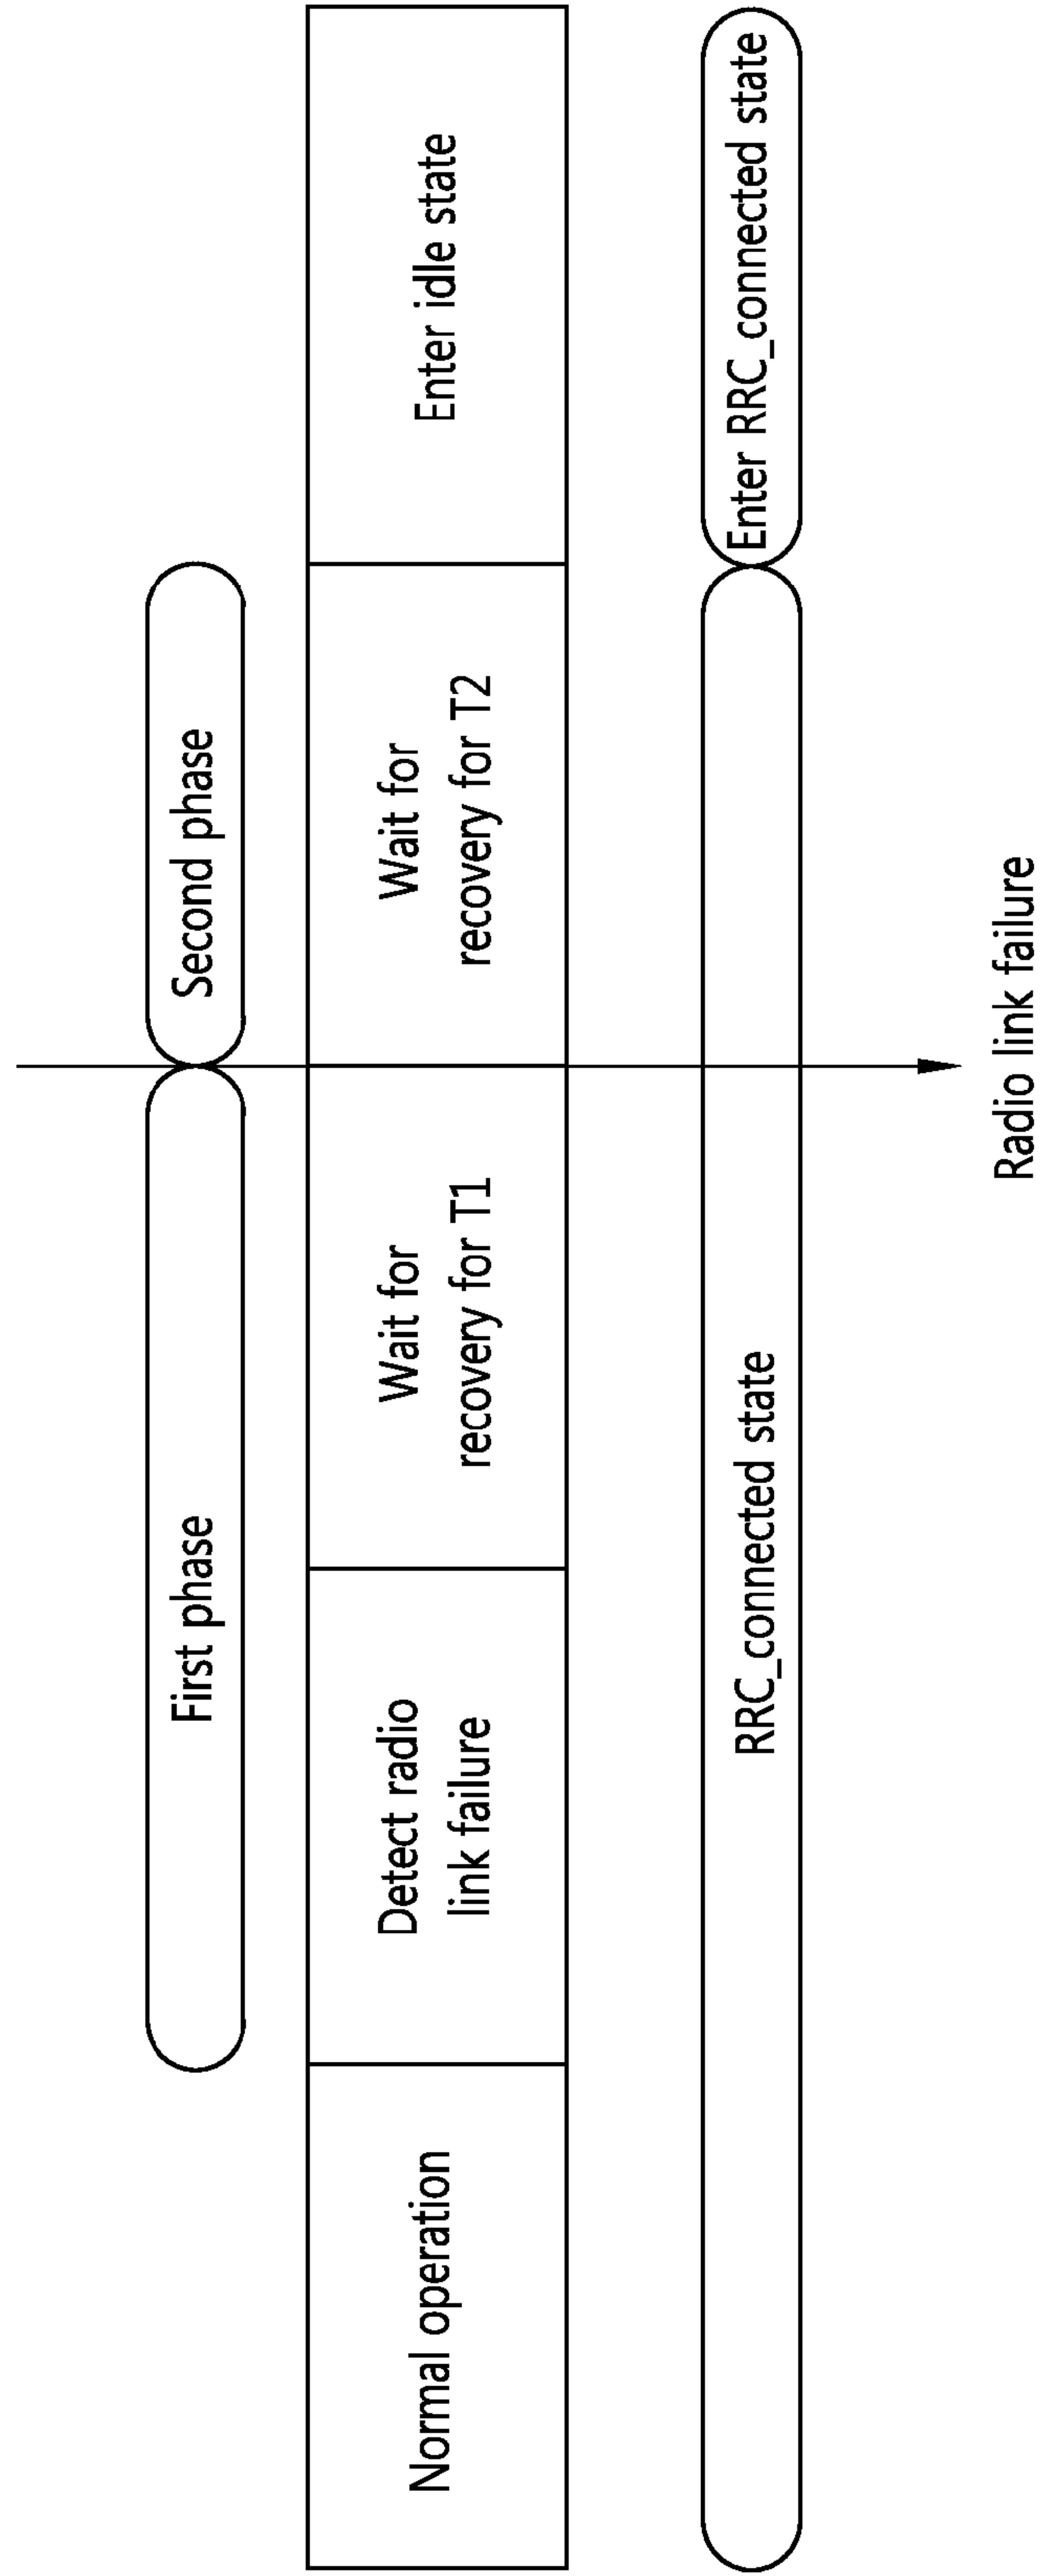 First phase
Second phase
Normal operation
Detect radio
link failure
Wait for
recovery for T1
Wait for
recovery for T2
Enter idle state
RRC_connected state
Enter RRC_connected state
Radio link failure